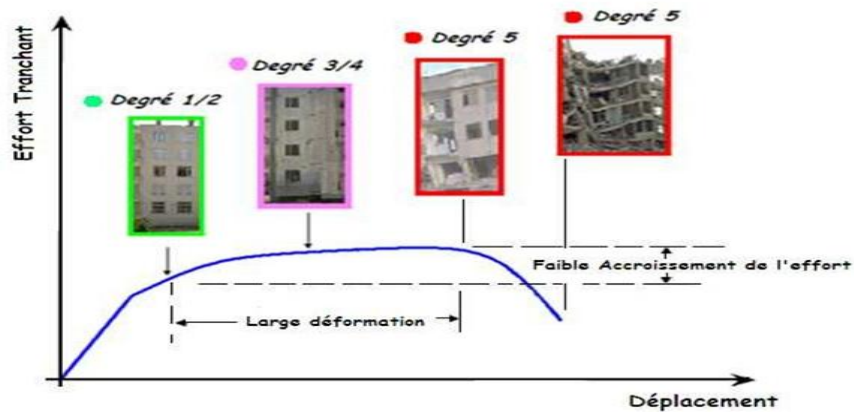 Effort Tranchant
Degré 1/2
Degré 3/4
Degré 5
Degré 5
Faible Accroissement de l'effort
Large déformation
Déplacement